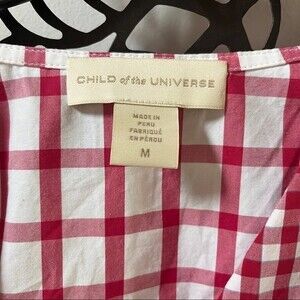 CHILD of the UNIVERSE
MADE IN
PERU
FABRIQUÉ
EN PÉROU
M